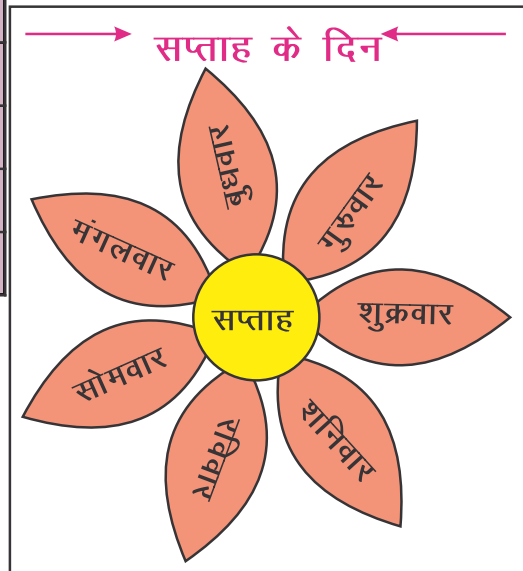 सप्ताह के दिन
बुधवार
गुरुवार
मंगलवार
सप्ताह
शुक्रवार
सोमवार
शनिवार
रविवार